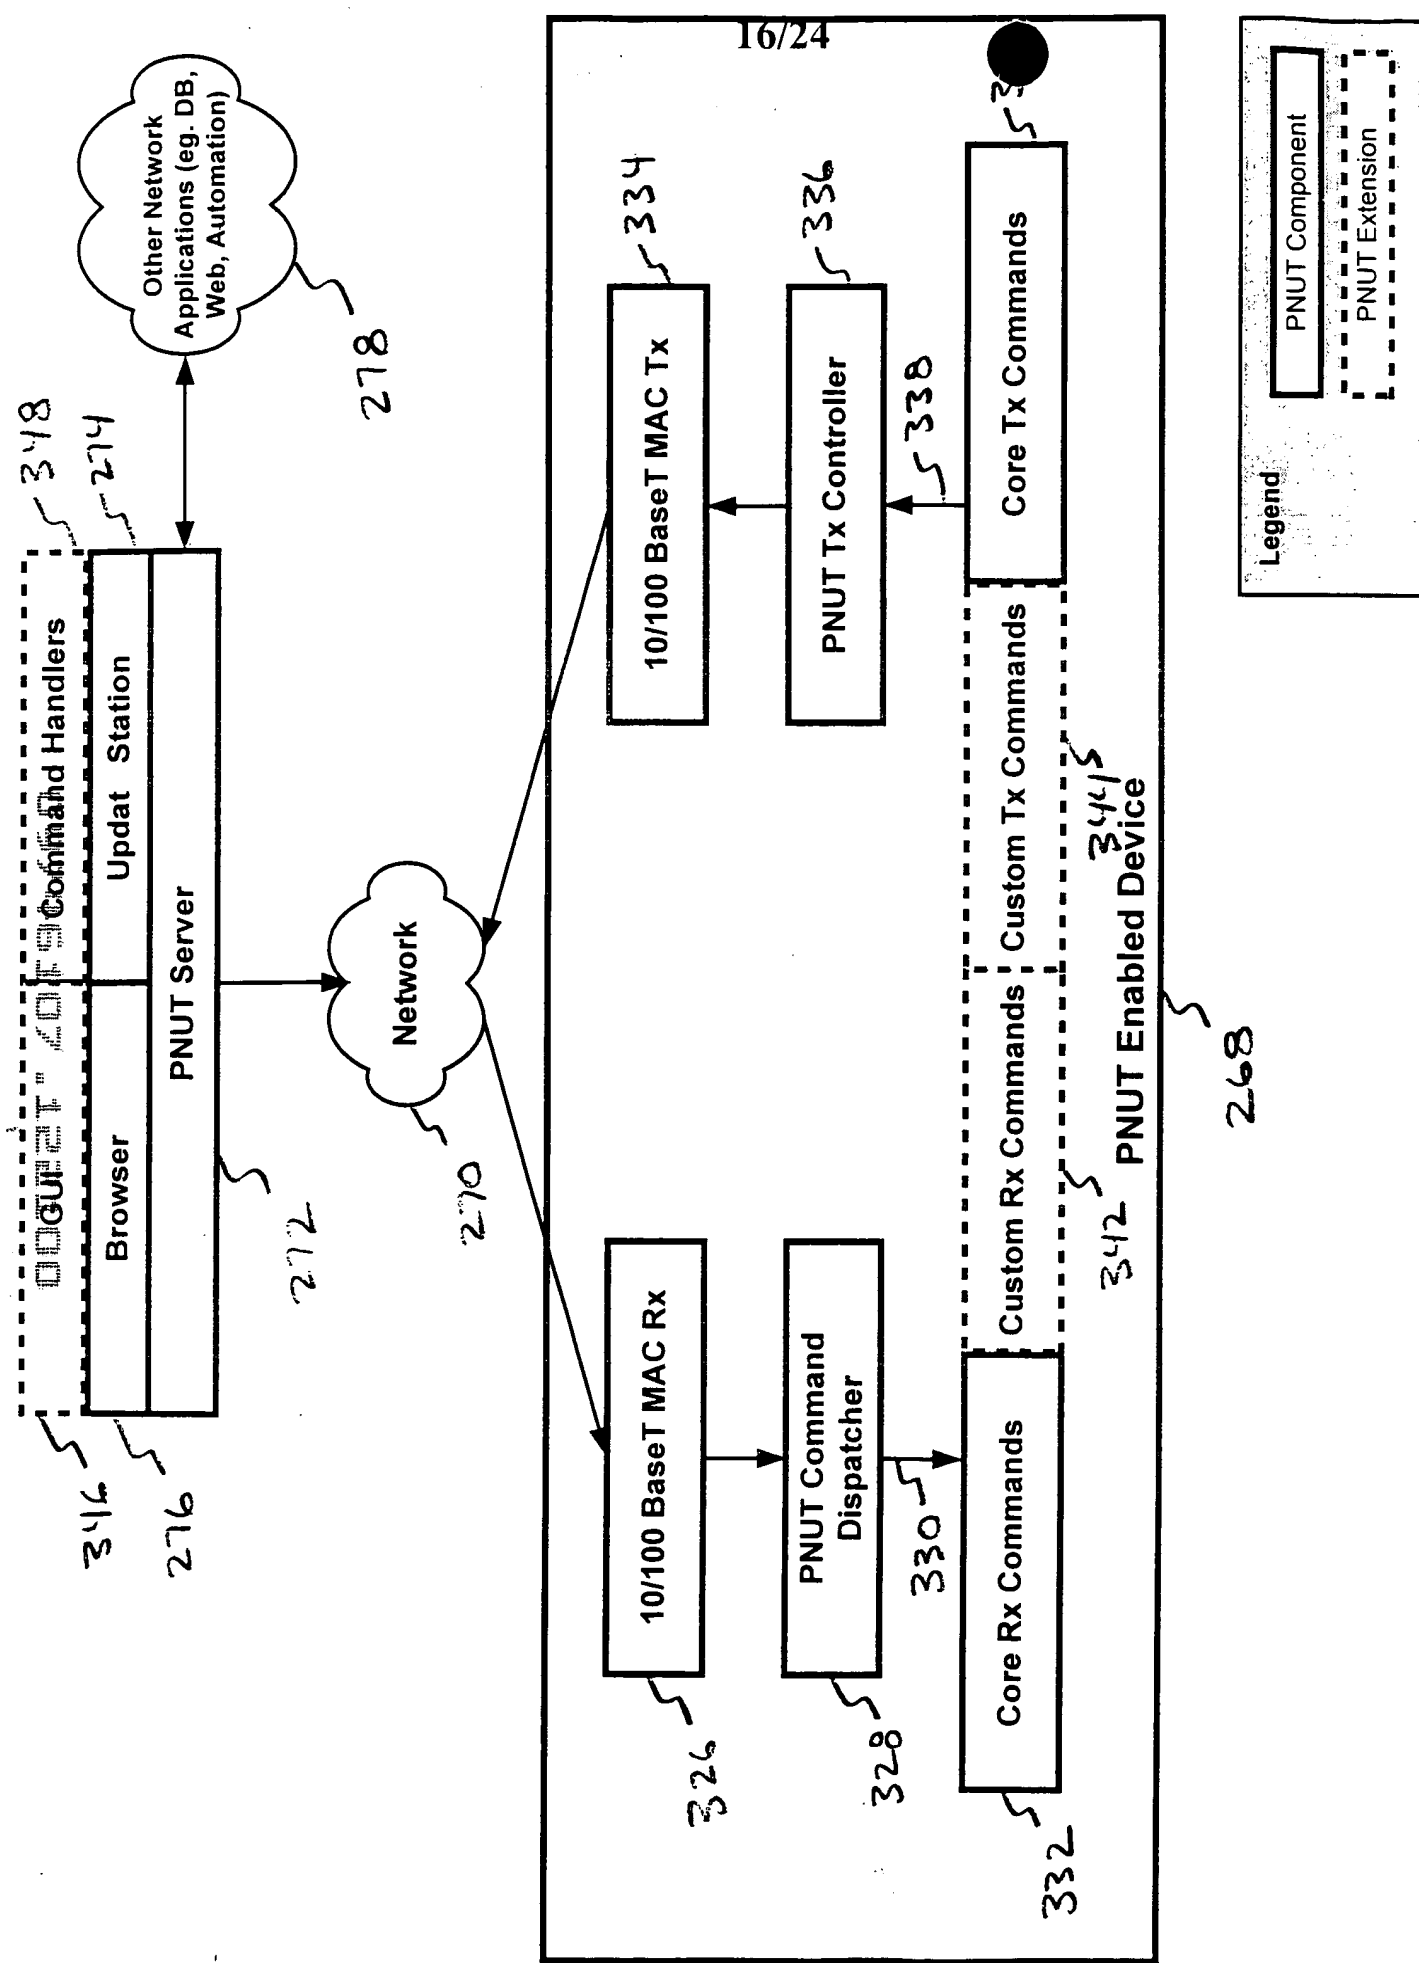 16/24
346
348
GUI
Command Handlers
276
Browser
Updat Station
274
PNUT Server
272
Other Network
Applications (eg. DB,
Web, Automation)
278
Network
270
10/100 BaseT MAC Rx
326
10/100 BaseT MAC Tx
334
PNUT Command
Dispatcher
328
PNUT Tx Controller
336
330
338
Core Rx Commands
332
Custom Rx Commands
342
Custom Tx Commands
Core Tx Commands
PNUT Enabled Device
268
Legend
PNUT Component
PNUT Extension